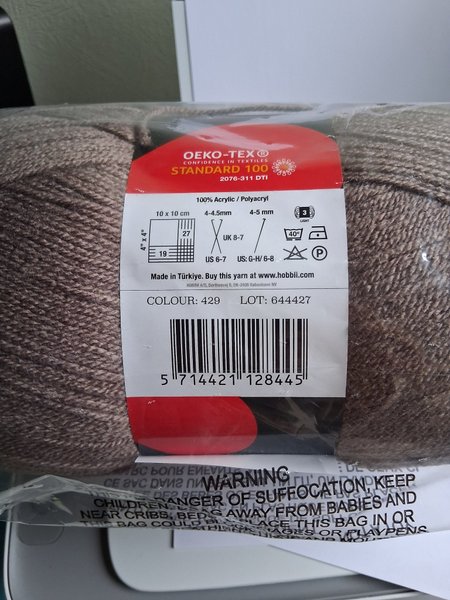 OEKO-TEX®
CONFIDENCE IN TEXTILES
STANDARD 100
2076-311 DTI
100% Acrylic / Polyacryl
10 x 10 cm
4" x 4"
27
19
4-4.5mm
UK 8-7
US 6-7
4-5 mm
US: G-H/ 6-8
3
LIGHT
40°
P
Made in Türkiye. Buy this yarn at www.hobbii.com
COLOUR: 429 LOT: 644427
5 714421 128445
WARNING
CHILDREN, DANGER OF SUFFOCATION, KEEP
NEAR CRIBS, BEDS AWAY FROM BABIES AND
THIS BAG COULD PLACE THIS BAG IN OR